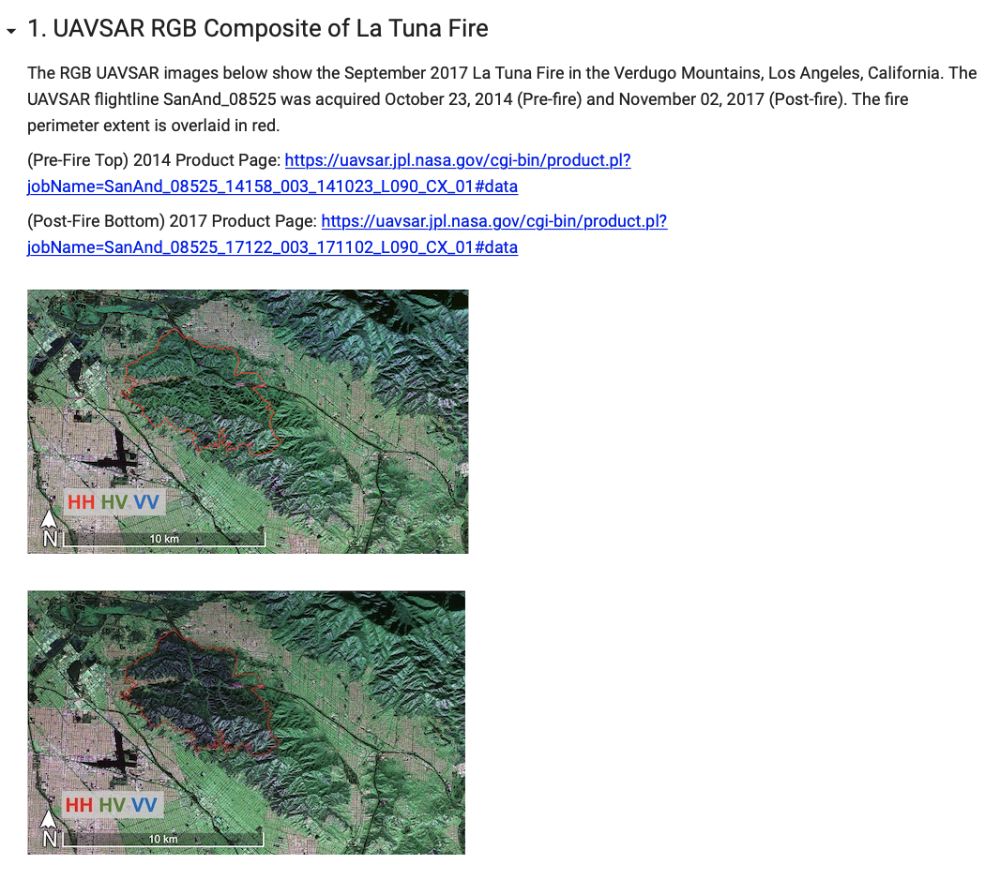 1. UAVSAR RGB Composite of La Tuna Fire
The RGB UAVSAR images below show the September 2017 La Tuna Fire in the Verdugo Mountains, Los Angeles, California. The
UAVSAR flightline SanAnd_08525 was acquired October 23, 2014 (Pre-fire) and November 02, 2017 (Post-fire). The fire
perimeter extent is overlaid in red.
(Pre-Fire Top) 2014 Product Page: https://uavsar.jpl.nasa.gov/cgi-bin/product.pl?
jobName=SanAnd_08525_14158_003_141023_L090_CX_01#data
(Post-Fire Bottom) 2017 Product Page: https://uavsar.jpl.nasa.gov/cgi-bin/product.pl?
jobName=SanAnd_08525_17122_003_171102_L090_CX_01#data
HH HV VV
N 10 km
HH HV VV
N 10 km